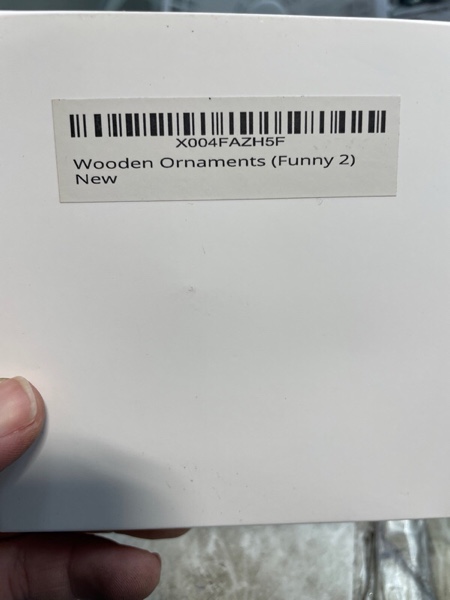 X004FAZH5F
Wooden Ornaments (Funny 2)
New